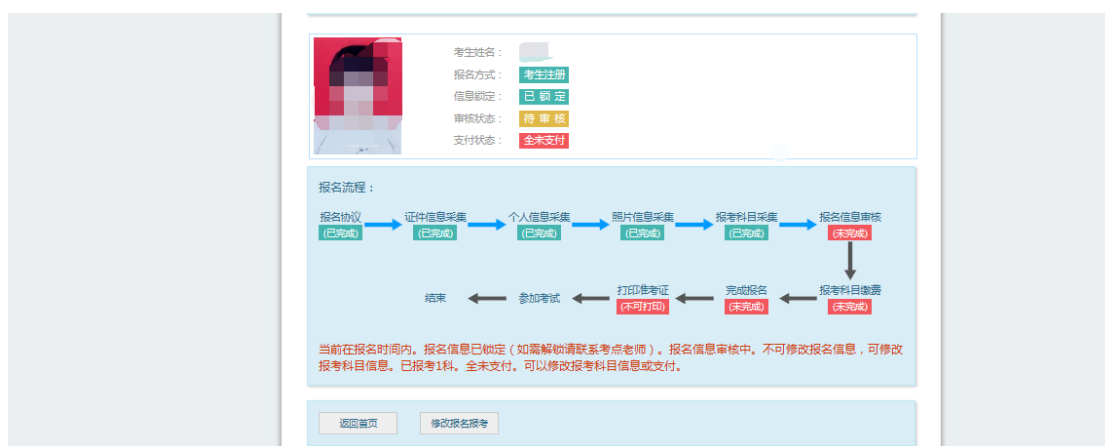 考生姓名：
报名方式： 考生注册
信息锁定： 已 锁 定
审核状态： 待 审 核
支付状态： 全未支付
报名流程：
报名协议 证件信息采集 个人信息采集 照片信息采集 报考科目采集 报名信息审核
(已完成) (已完成) (已完成) (已完成) (已完成) (未完成)
结束 参加考试 打印准考证 完成报名 报考科目缴费
(不可打印) (未完成) (未完成)
当前在报名时间内。报名信息已锁定（如需解锁请联系考点老师）。报名信息审核中。不可修改报名信息，可修改
报考科目信息。已报考1科。全未支付。可以修改报考科目信息或支付。
返回首页 修改报名报考